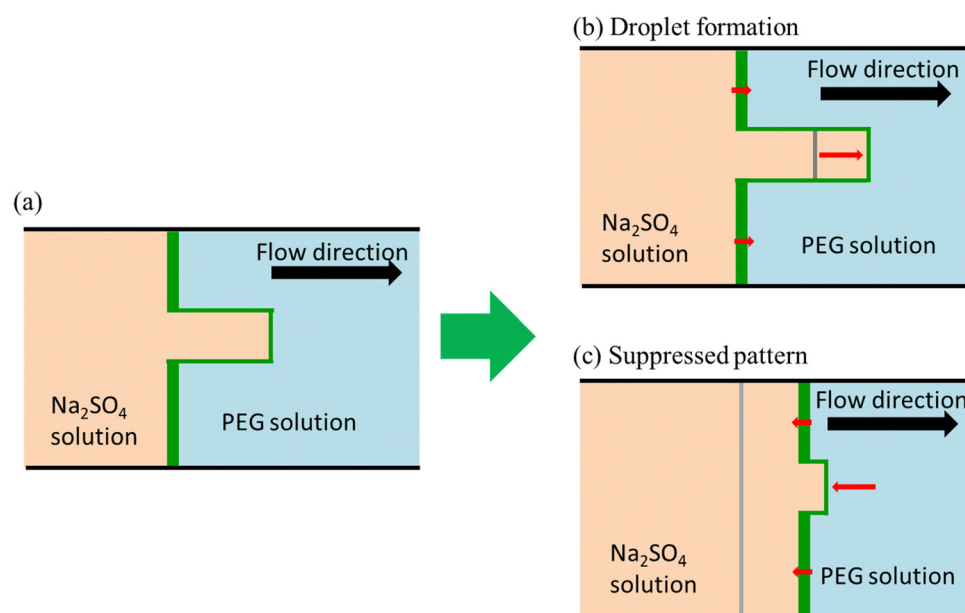 (a)
Flow direction
Na₂SO₄
solution
PEG solution
(b) Droplet formation
Flow direction
Na₂SO₄
solution
PEG solution
(c) Suppressed pattern
Flow direction
Na₂SO₄
solution
PEG solution